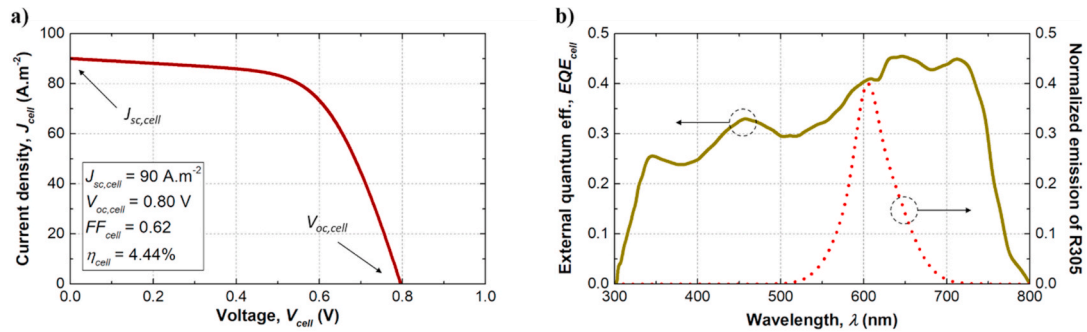 a)
Current density, J_cell (A.m⁻²)
100
80
60
40
20
0
J_sc,cell
J_sc,cell = 90 A.m⁻²
V_oc,cell = 0.80 V
FF_cell = 0.62
η_cell = 4.44%
V_oc,cell
0.0 0.2 0.4 0.6 0.8 1.0
Voltage, V_cell (V)
b)
External quantum eff., EQE_cell
0.5
0.4
0.3
0.2
0.1
0.0
300 400 500 600 700 800
Wavelength, λ (nm)
0.5
0.4
0.3
0.2
0.1
0.0
Normalized emission of R305